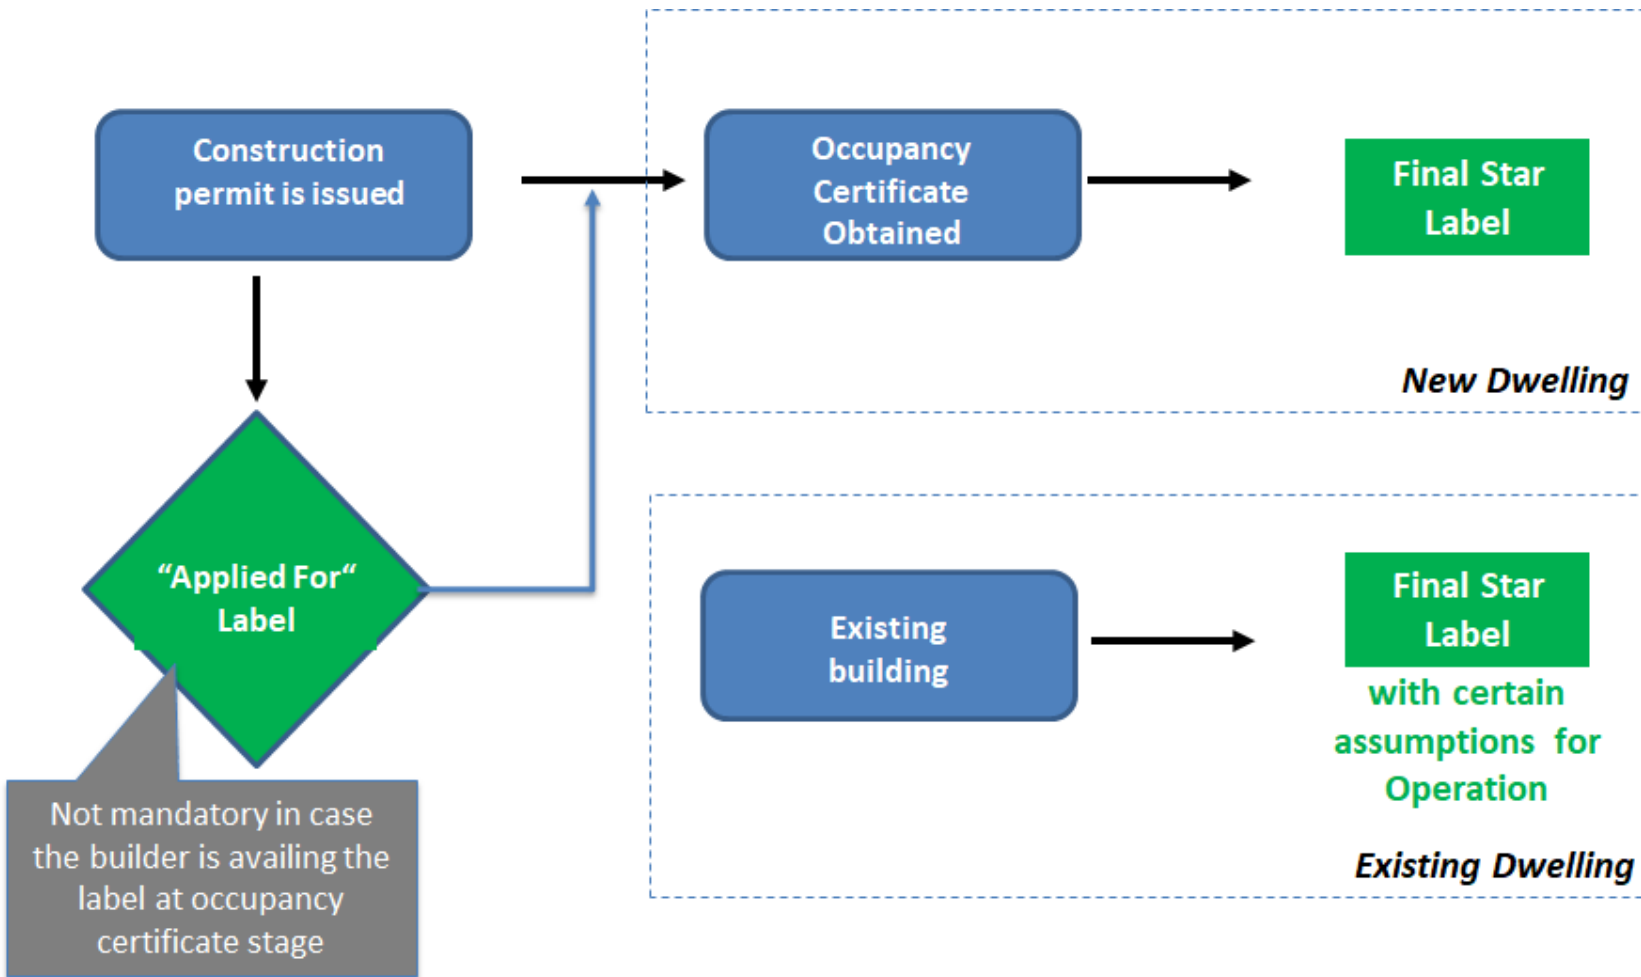 Construction
permit is issued
Occupancy
Certificate
Obtained
Final Star
Label
New Dwelling
“Applied For“
Label
Not mandatory in case
the builder is availing the
label at occupancy
certificate stage
Existing
building
Final Star
Label
with certain
assumptions for
Operation
Existing Dwelling